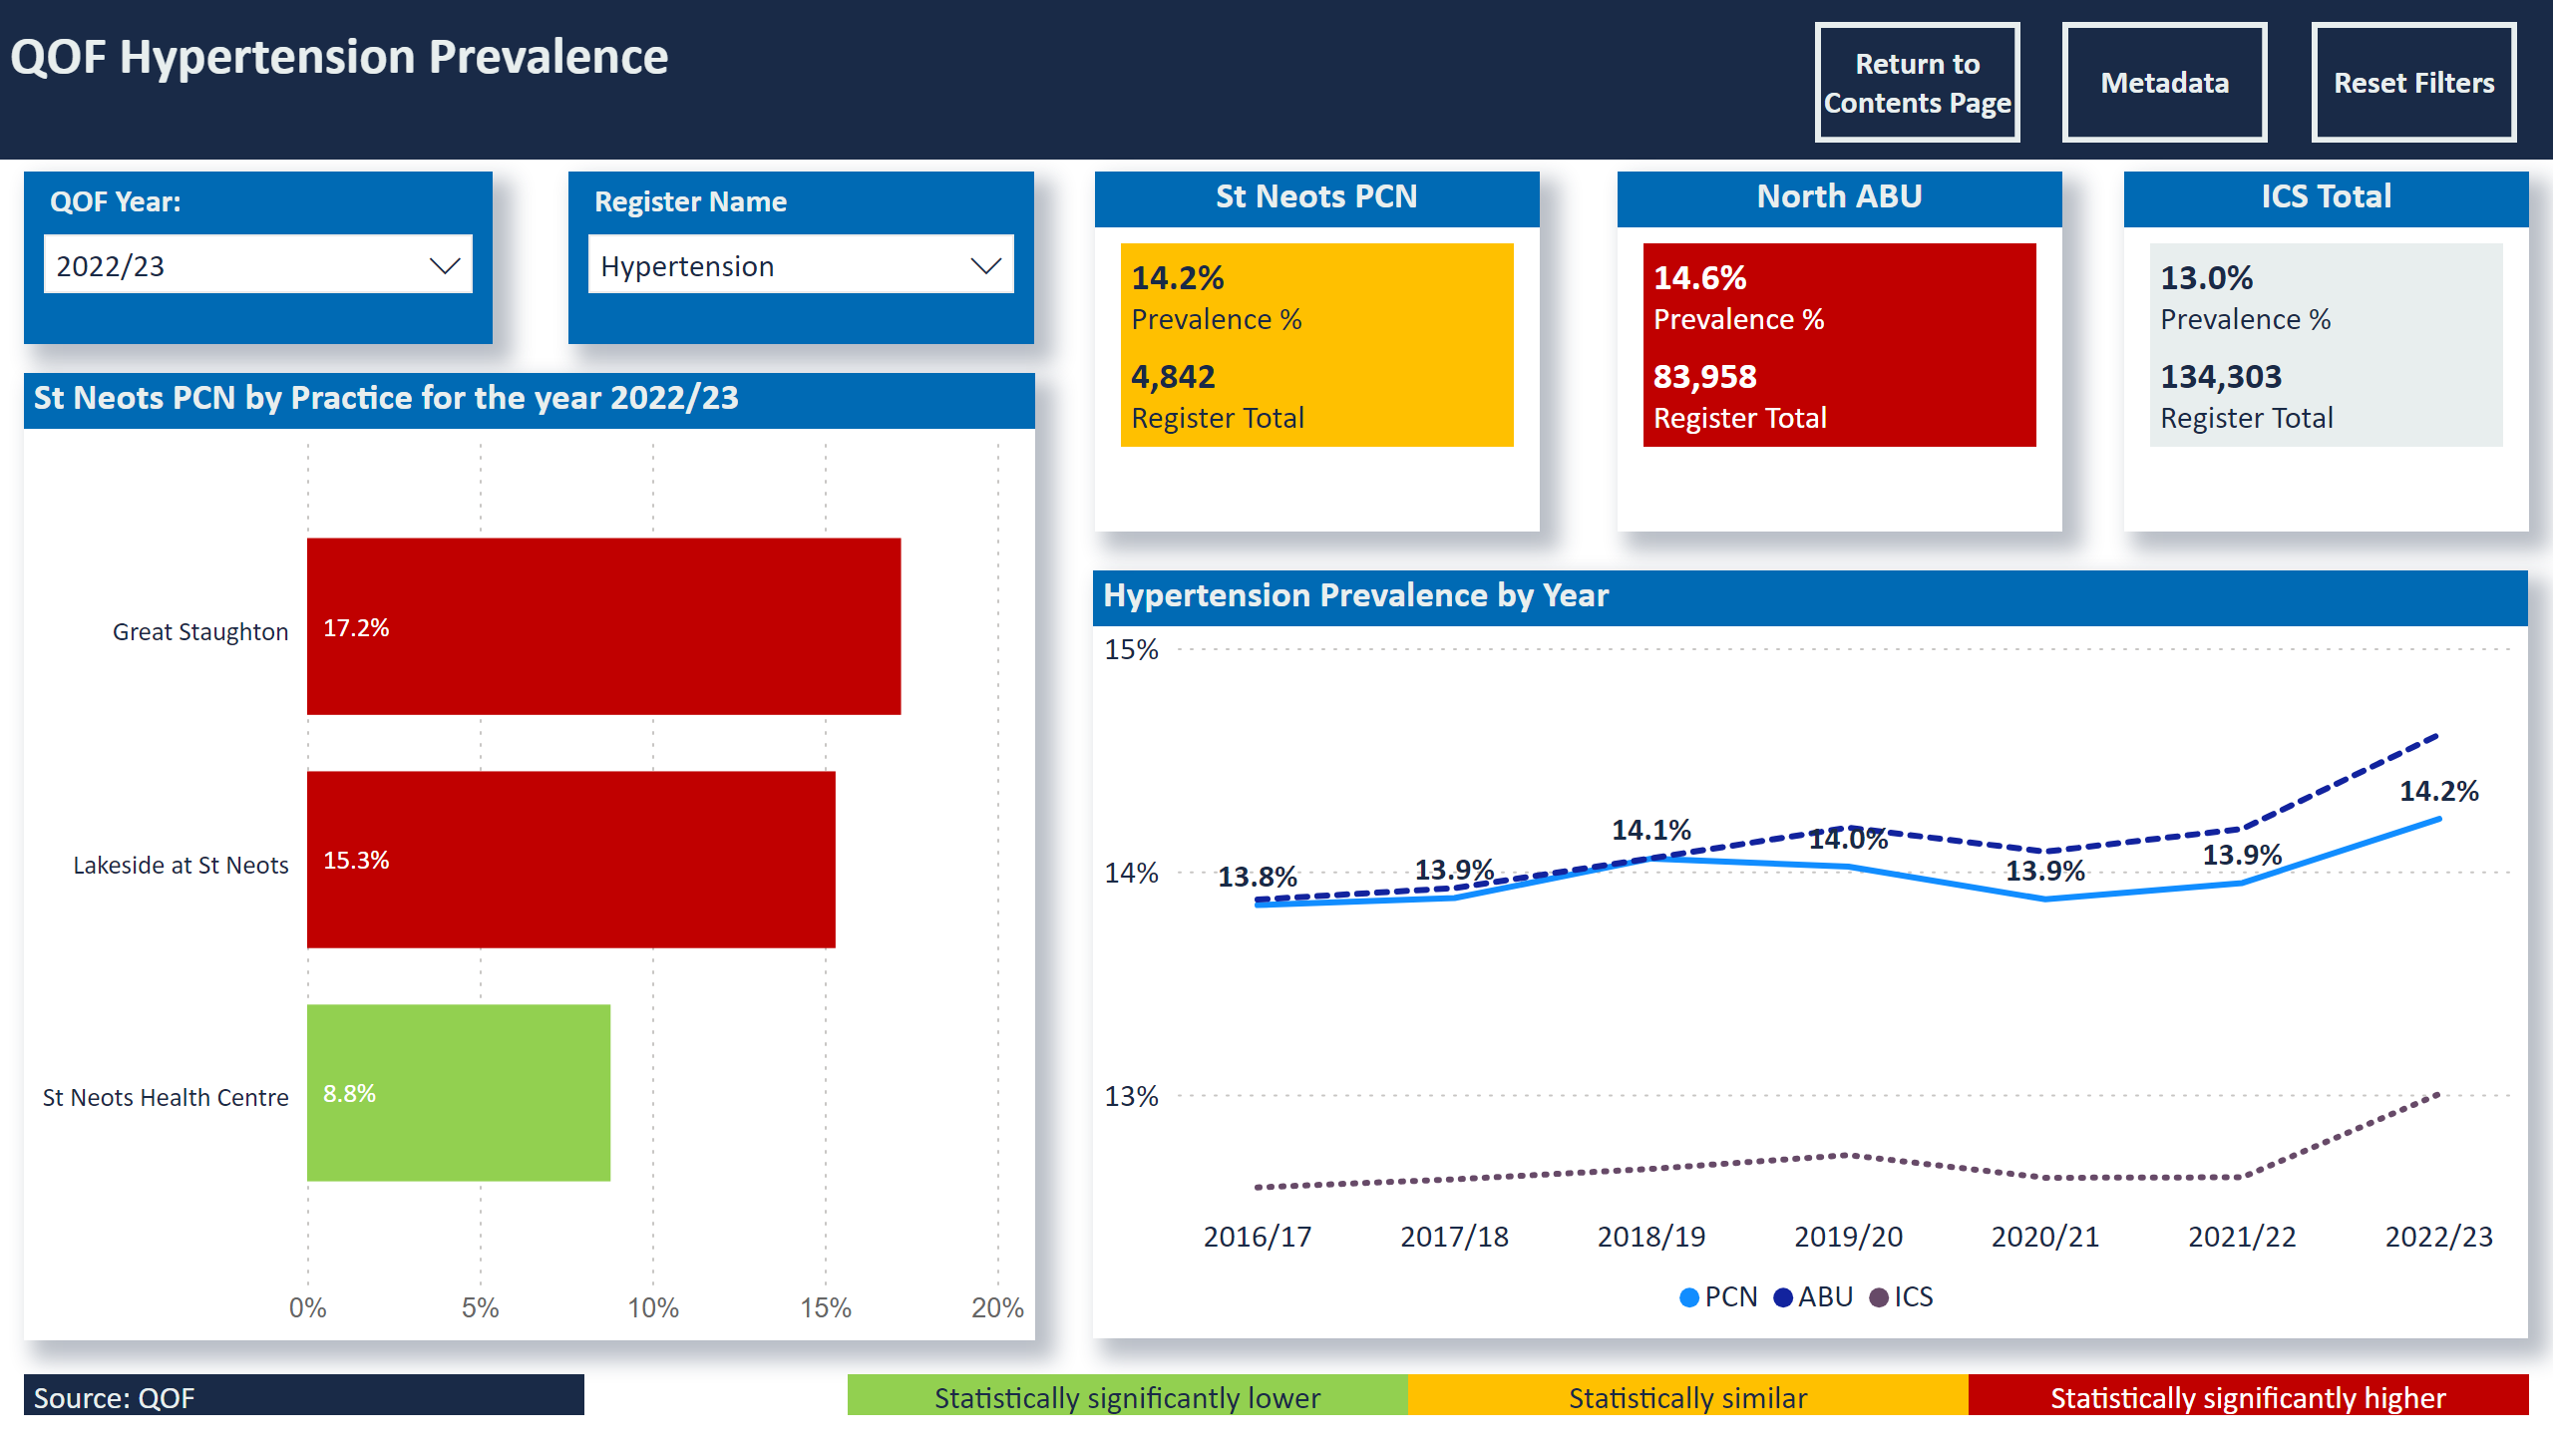 QOF Hypertension Prevalence
Return to
Contents Page
Metadata
Reset Filters
QOF Year:
2022/23
Register Name
Hypertension
St Neots PCN
14.2%
Prevalence %
4,842
Register Total
North ABU
14.6%
Prevalence %
83,958
Register Total
ICS Total
13.0%
Prevalence %
134,303
Register Total
St Neots PCN by Practice for the year 2022/23
Great Staughton
17.2%
Lakeside at St Neots
15.3%
St Neots Health Centre
8.8%
0% 5% 10% 15% 20%
Hypertension Prevalence by Year
15%
14%
13%
13.8% 13.9% 14.1% 14.0% 13.9% 13.9% 14.2%
2016/17 2017/18 2018/19 2019/20 2020/21 2021/22 2022/23
PCN ABU ICS
Source: QOF
Statistically significantly lower
Statistically similar
Statistically significantly higher